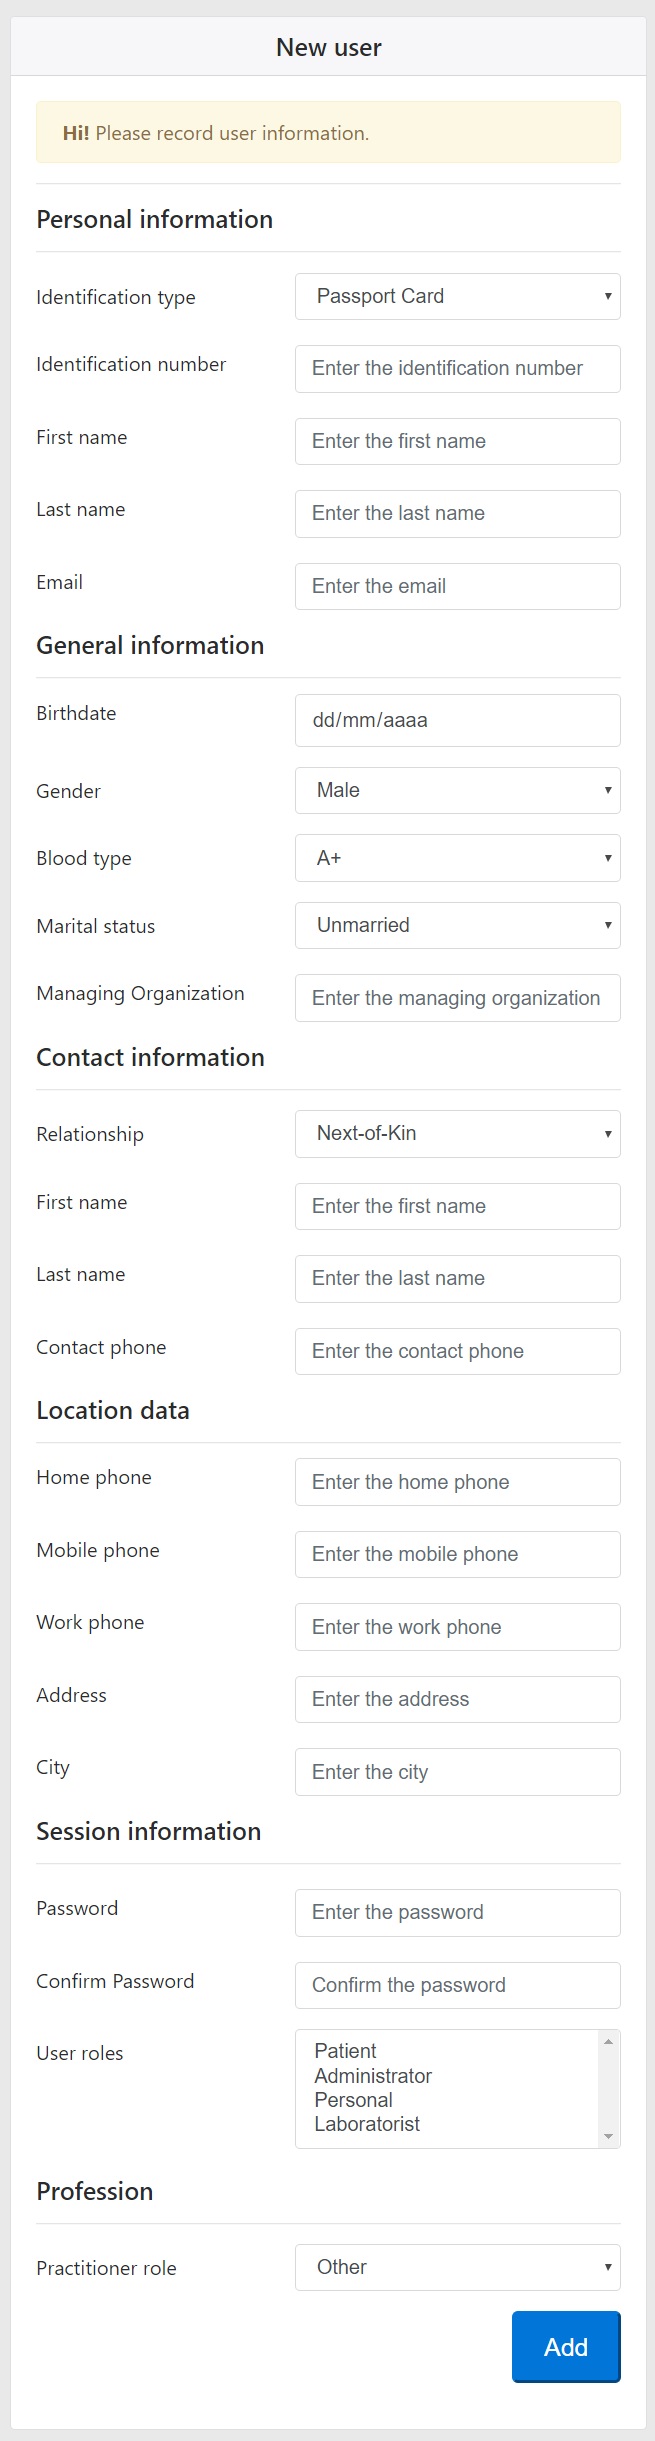 New user
Hi! Please record user information.
Personal information
Identification type Passport Card
Identification number Enter the identification number
First name Enter the first name
Last name Enter the last name
Email Enter the email
General information
Birthdate dd/mm/aaaa
Gender Male
Blood type A+
Marital status Unmarried
Managing Organization Enter the managing organization
Contact information
Relationship Next-of-Kin
First name Enter the first name
Last name Enter the last name
Contact phone Enter the contact phone
Location data
Home phone Enter the home phone
Mobile phone Enter the mobile phone
Work phone Enter the work phone
Address Enter the address
City Enter the city
Session information
Password Enter the password
Confirm Password Confirm the password
User roles Patient
Administrator
Personal
Laboratorist
Profession
Practitioner role Other
Add